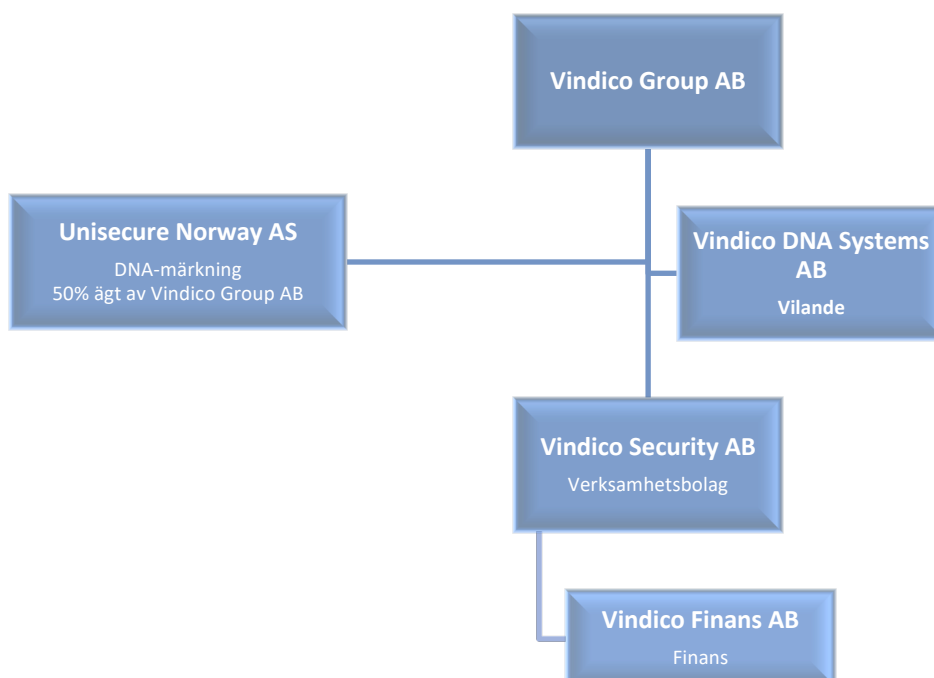 Vindico Group AB
Unisecure Norway AS
DNA-märkning
50% ägt av Vindico Group AB
Vindico DNA Systems
AB
Vilande
Vindico Security AB
Verksamhetsbolag
Vindico Finans AB
Finans